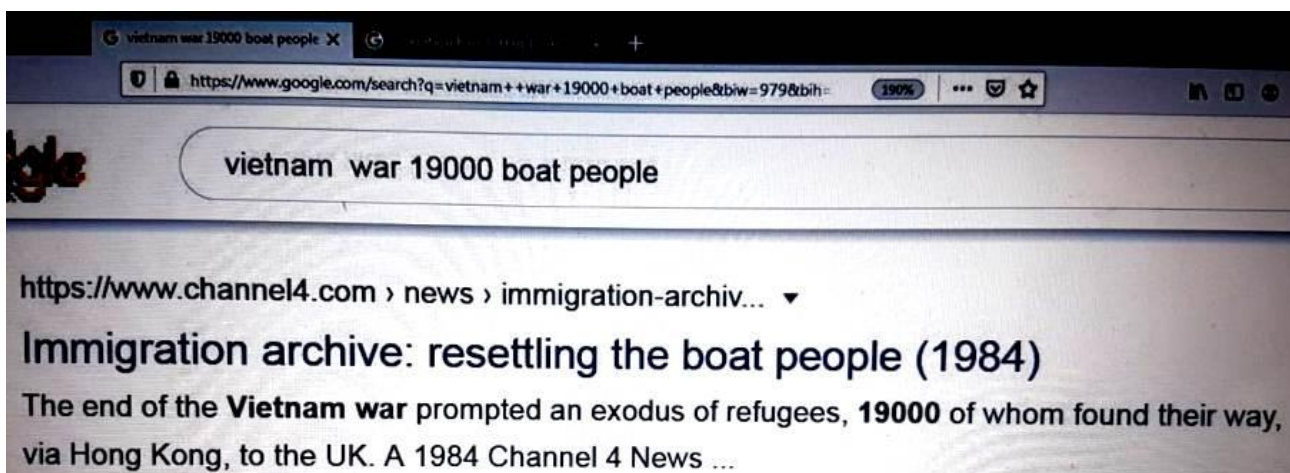 vietnam war 19000 boat people
https://www.google.com/search?q=vietnam++war+19000+boat+people&biw=979&bih=
190%
gle
vietnam war 19000 boat people
https://www.channel4.com › news › immigration-archiv...
Immigration archive: resettling the boat people (1984)
The end of the Vietnam war prompted an exodus of refugees, 19000 of whom found their way,
via Hong Kong, to the UK. A 1984 Channel 4 News ...